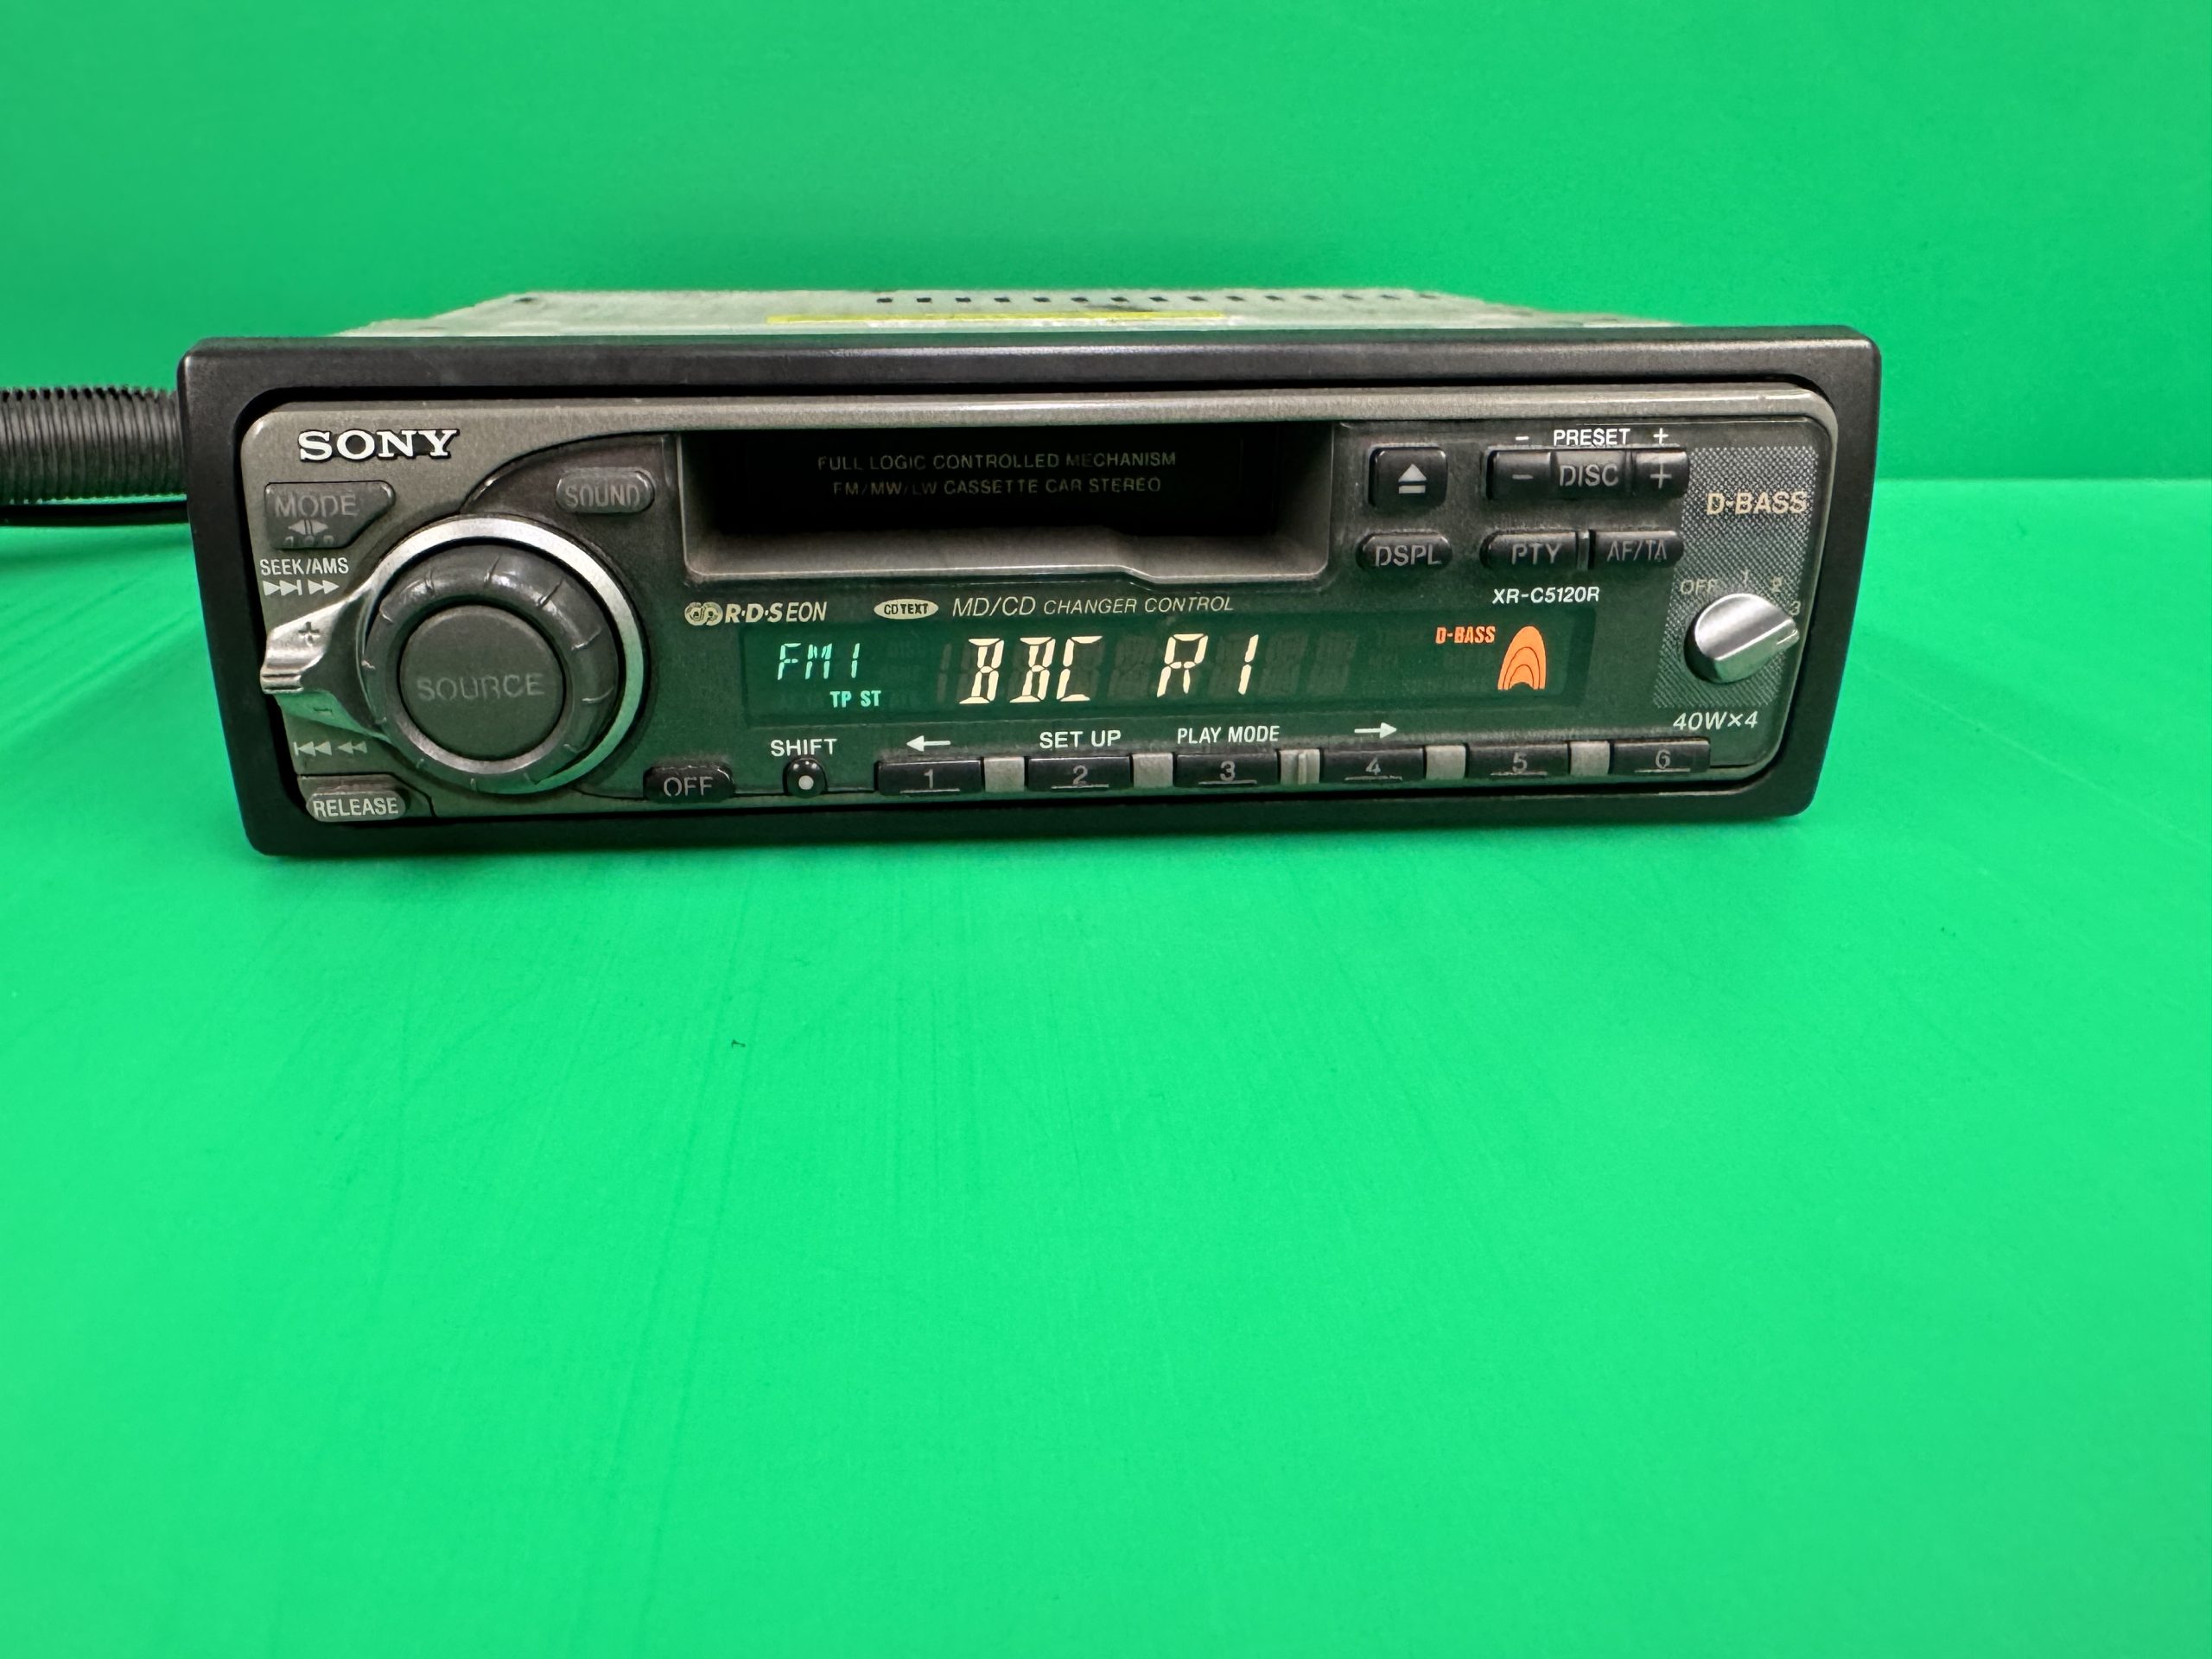 SONY
MODE
SOUND
FULL LOGIC CONTROLLED MECHANISM
FM/MW/LW CASSETTE CAR STEREO
- PRESET +
- DISC +
D-BASS
DSPL
PTY
AF/TA
SEEK/AMS
+
SOURCE
-
R·D·S EON
CD TEXT
MD/CD CHANGER CONTROL
XR-C5120R
OFF 1 2 3
FM1
TP ST
BBC R1
D-BASS
40W×4
RELEASE
OFF
SHIFT
←
SET UP
PLAY MODE
→
1 2 3 4 5 6